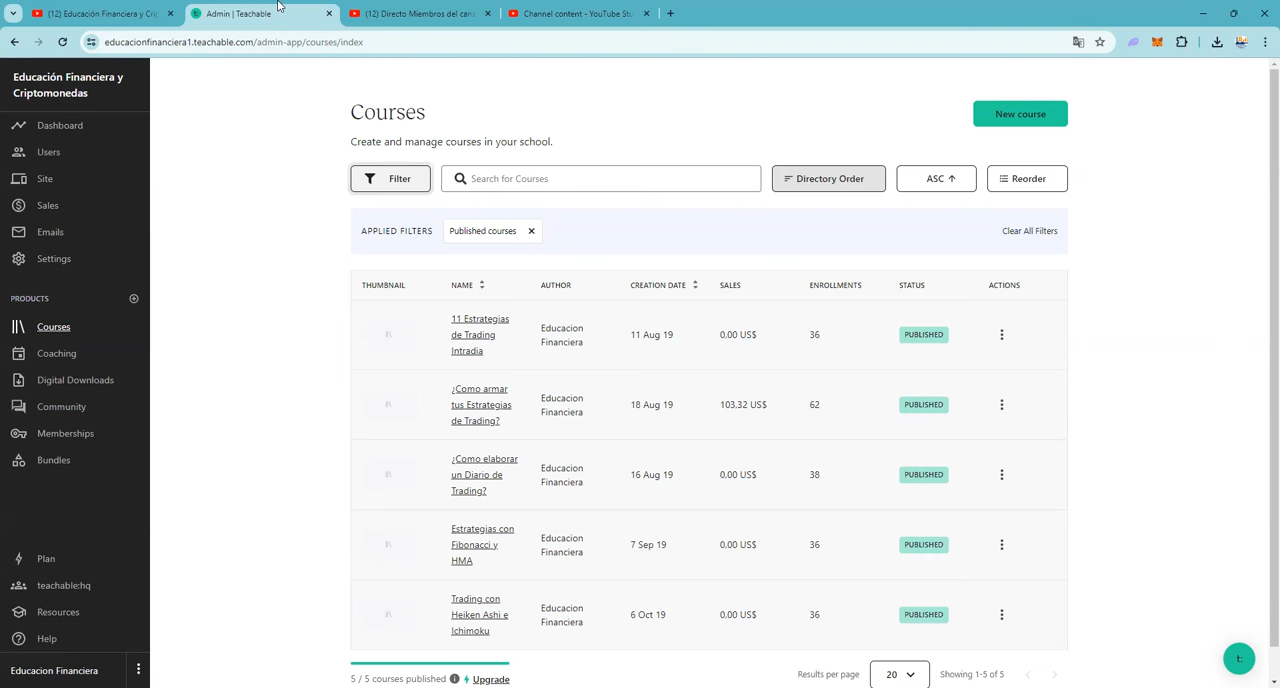 (12) Educación Financiera y Crip
Admin | Teachable
(12) Directo Miembros del cana
Channel content - YouTube Stu
educacionfinanciera1.teachable.com/admin-app/courses/index
Educación Financiera y
Criptomonedas
Dashboard
Users
Site
Sales
Emails
Settings
PRODUCTS
Courses
Coaching
Digital Downloads
Community
Memberships
Bundles
Plan
teachable:hq
Resources
Help
Educacion Financiera
Courses
New course
Create and manage courses in your school.
Filter
Search for Courses
Directory Order
ASC ↑
Reorder
APPLIED FILTERS
Published courses ×
Clear All Filters
THUMBNAIL NAME AUTHOR CREATION DATE SALES ENROLLMENTS STATUS ACTIONS
11 Estrategias
de Trading
Intradia
Educacion
Financiera
11 Aug 19
0,00 US$
36
PUBLISHED
¿Como armar
tus Estrategias
de Trading?
Educacion
Financiera
18 Aug 19
103,32 US$
62
PUBLISHED
¿Como elaborar
un Diario de
Trading?
Educacion
Financiera
16 Aug 19
0,00 US$
38
PUBLISHED
Estrategias con
Fibonacci y
HMA
Educacion
Financiera
7 Sep 19
0,00 US$
36
PUBLISHED
Trading con
Heiken Ashi e
Ichimoku
Educacion
Financiera
6 Oct 19
0,00 US$
36
PUBLISHED
5 / 5 courses published
Upgrade
Results per page
20
Showing 1-5 of 5
t: